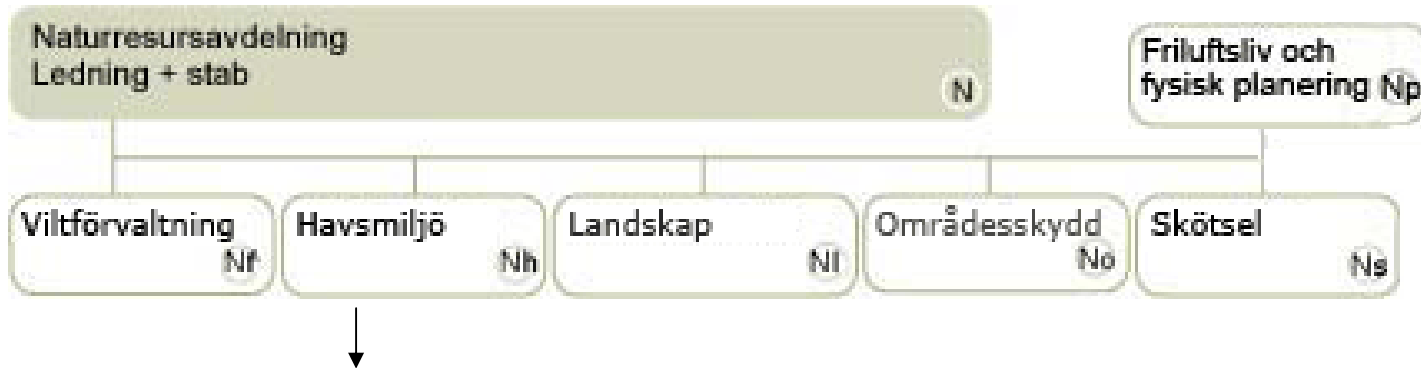 Naturresursavdelning
Ledning + stab
N
Friluftsliv och
fysisk planering Np
Viltförvaltning
Nf
Havsmiljö
Nh
Landskap
Nl
Områdesskydd
No
Skötsel
Ns